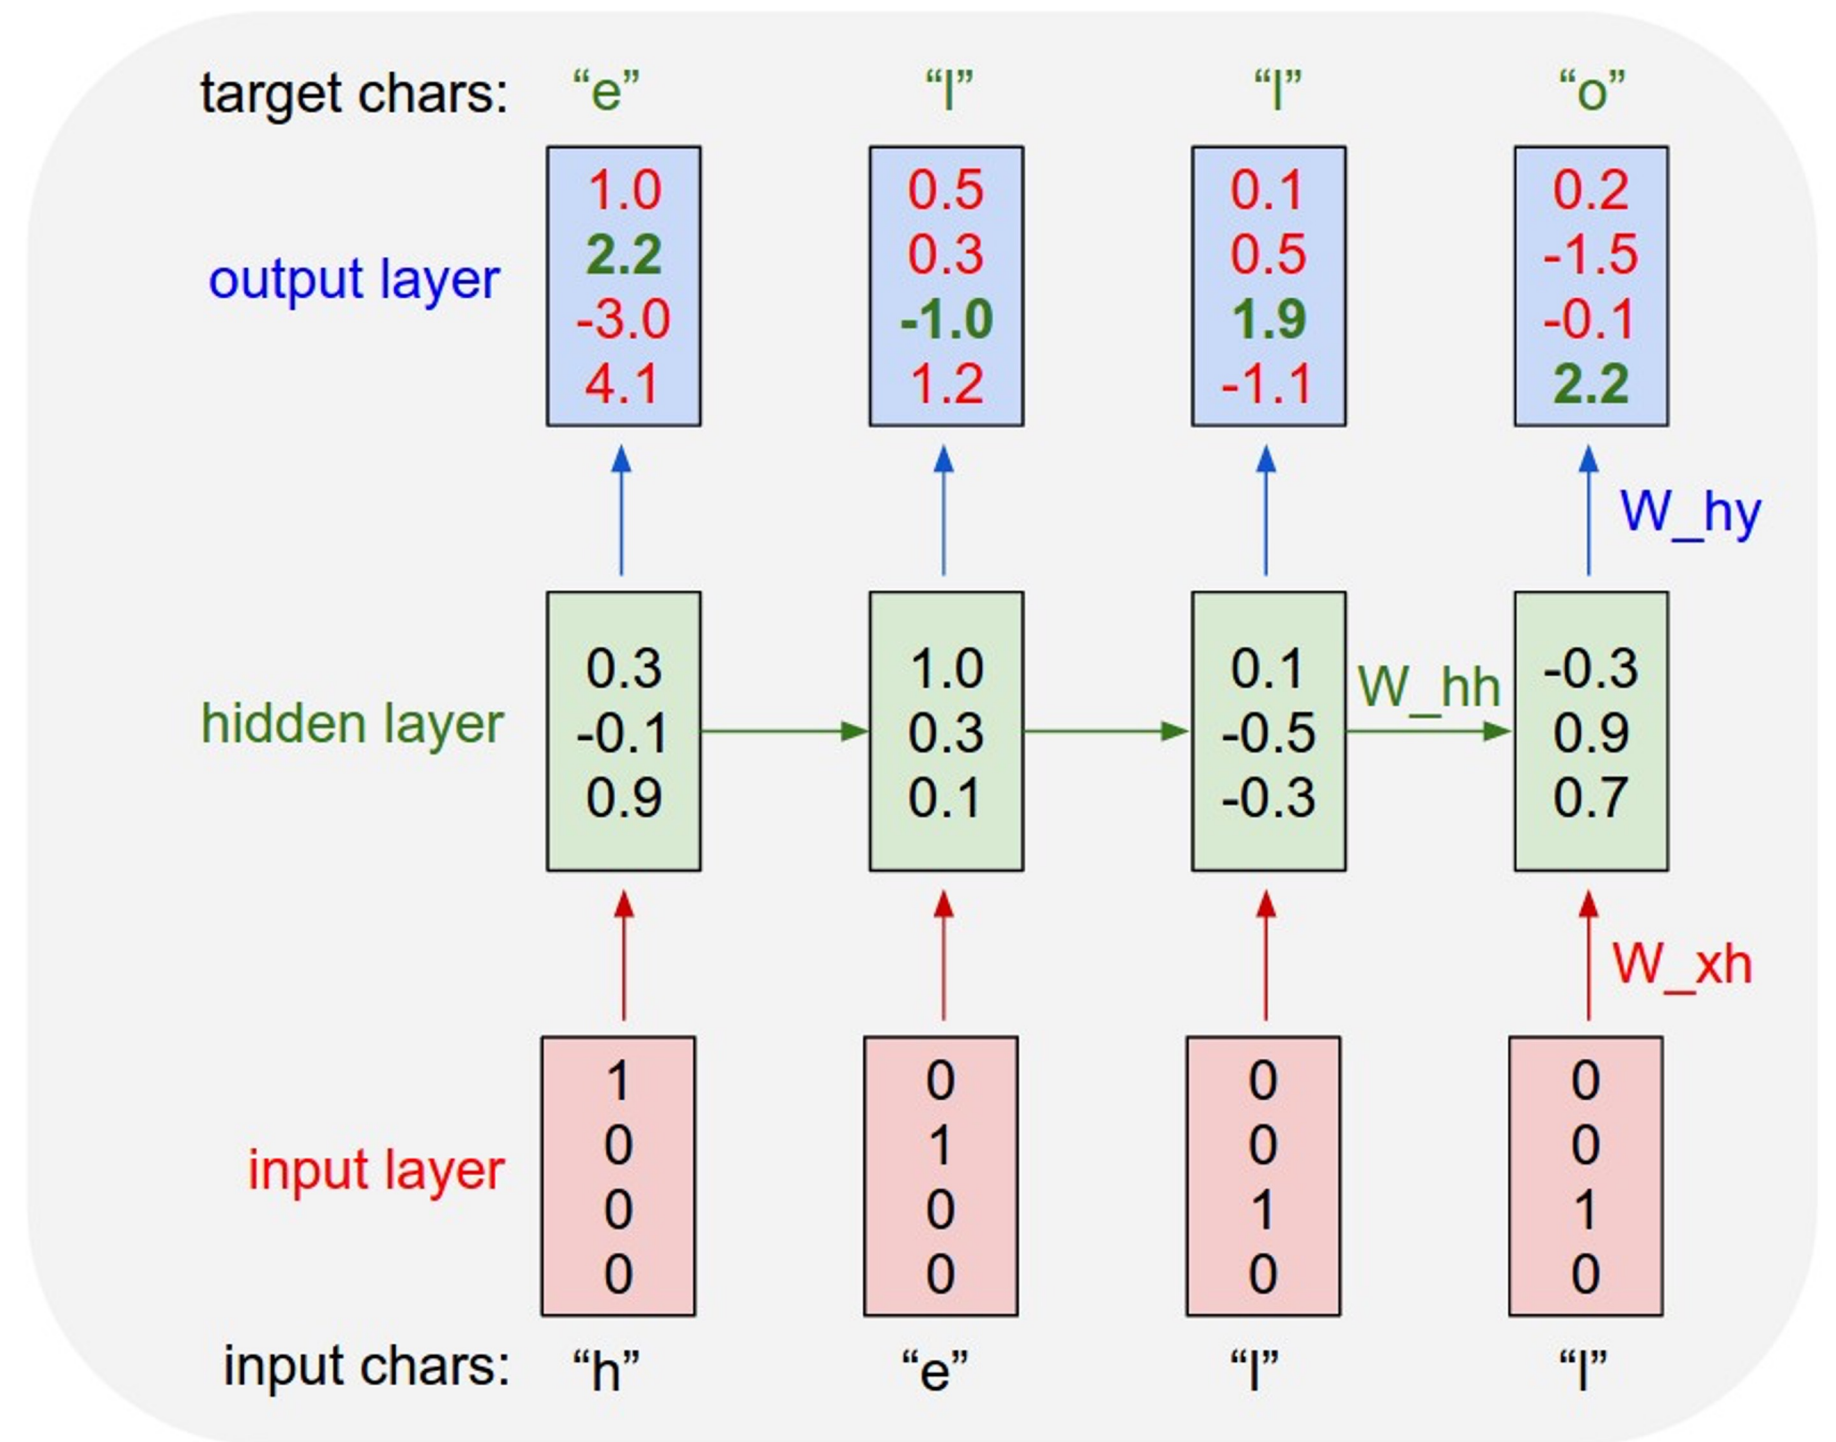 target chars: “e” “l” “l” “o”
1.0 0.5 0.1 0.2
2.2 0.3 0.5 -1.5
output layer
-3.0 -1.0 1.9 -0.1
4.1 1.2 -1.1 2.2
W_hy
0.3 1.0 0.1 -0.3
W_hh
hidden layer -0.1 0.3 -0.5 0.9
0.9 0.1 -0.3 0.7
W_xh
1 0 0 0
0 1 0 0
input layer
0 0 1 1
0 0 0 0
input chars: “h” “e” “l” “l”